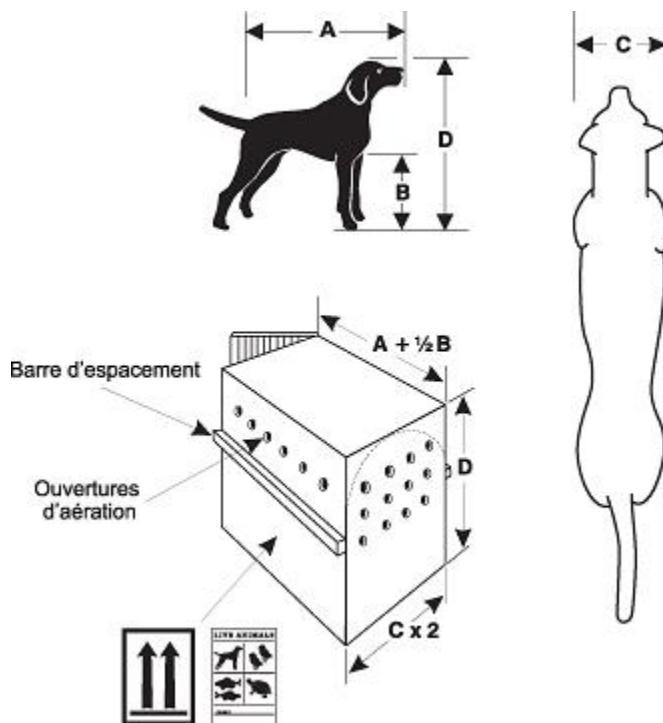 A
C
D
B
A + ½B
Barre d'espacement
Ouvertures
d'aération
D
C x 2
LIVE ANIMALS